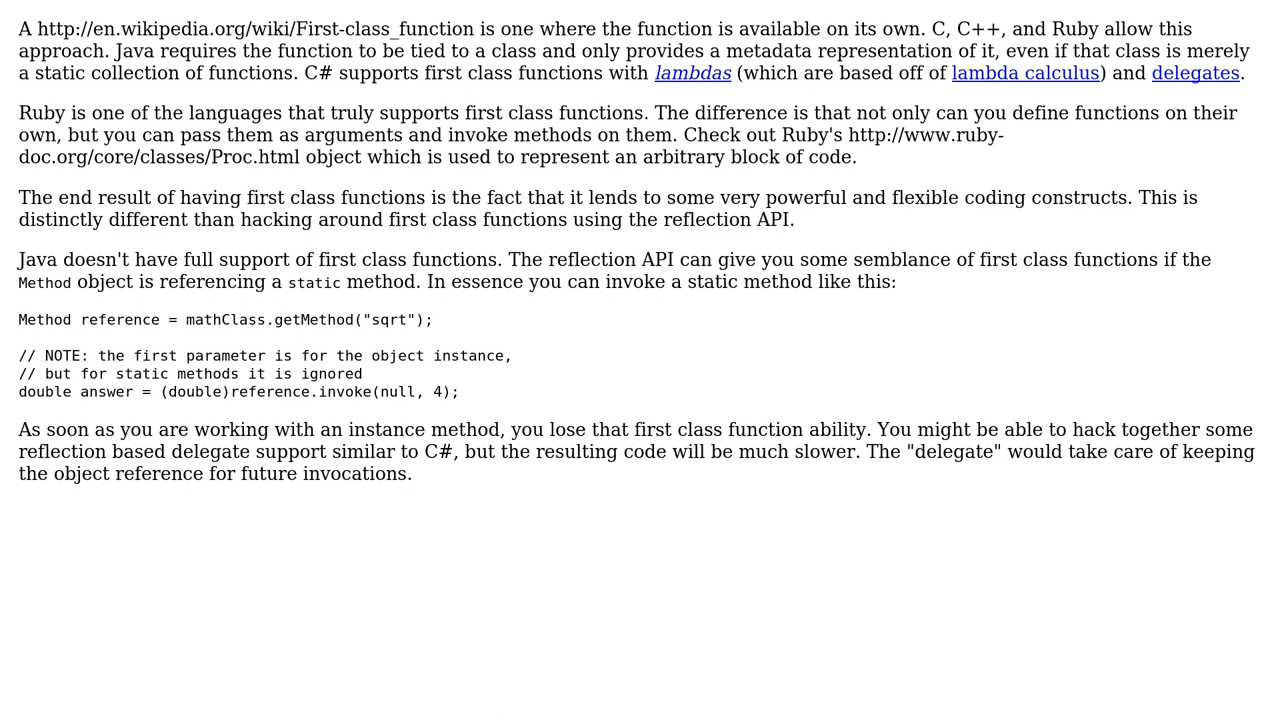 A http://en.wikipedia.org/wiki/First-class_function is one where the function is available on its own. C, C++, and Ruby allow this
approach. Java requires the function to be tied to a class and only provides a metadata representation of it, even if that class is merely
a static collection of functions. C# supports first class functions with lambdas (which are based off of lambda calculus) and delegates.
Ruby is one of the languages that truly supports first class functions. The difference is that not only can you define functions on their
own, but you can pass them as arguments and invoke methods on them. Check out Ruby's http://www.ruby-
doc.org/core/classes/Proc.html object which is used to represent an arbitrary block of code.
The end result of having first class functions is the fact that it lends to some very powerful and flexible coding constructs. This is
distinctly different than hacking around first class functions using the reflection API.
Java doesn't have full support of first class functions. The reflection API can give you some semblance of first class functions if the
Method object is referencing a static method. In essence you can invoke a static method like this:
Method reference = mathClass.getMethod("sqrt");
// NOTE: the first parameter is for the object instance,
// but for static methods it is ignored
double answer = (double)reference.invoke(null, 4);
As soon as you are working with an instance method, you lose that first class function ability. You might be able to hack together some
reflection based delegate support similar to C#, but the resulting code will be much slower. The "delegate" would take care of keeping
the object reference for future invocations.